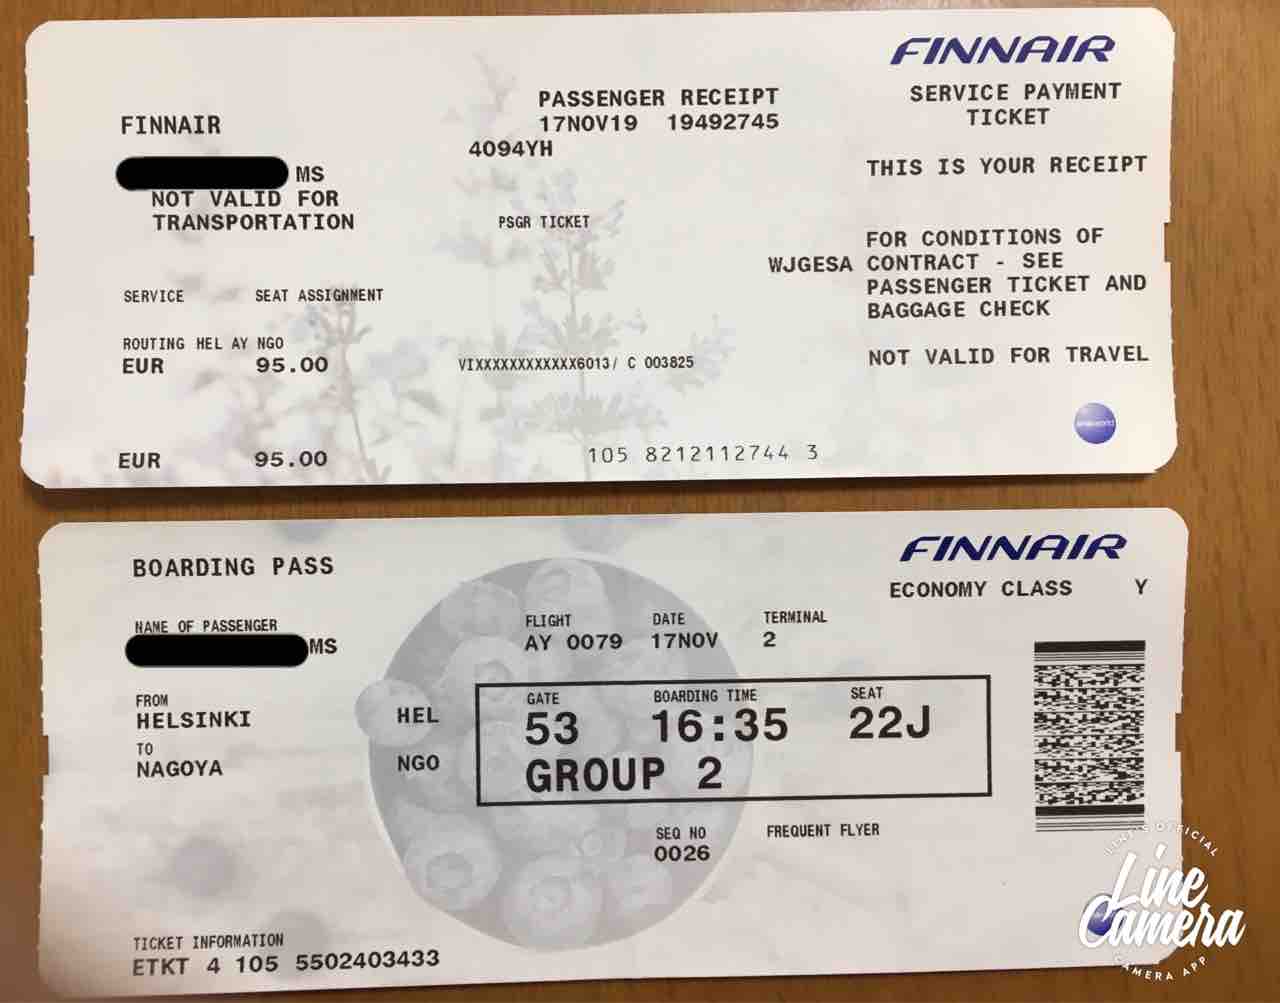 FINNAIR
SERVICE PAYMENT
TICKET
PASSENGER RECEIPT
17NOV19 19492745
FINNAIR
4094YH
THIS IS YOUR RECEIPT
MS
NOT VALID FOR
TRANSPORTATION
PSGR TICKET
FOR CONDITIONS OF
WJGESA CONTRACT - SEE
PASSENGER TICKET AND
BAGGAGE CHECK
SERVICE SEAT ASSIGNMENT
ROUTING HEL AY NGO
EUR 95.00
VIXXXXXXXXXXXX6013/ C 003825
NOT VALID FOR TRAVEL
EUR 95.00
105 8212112744 3
FINNAIR
BOARDING PASS
ECONOMY CLASS Y
NAME OF PASSENGER
MS
FLIGHT DATE TERMINAL
AY 0079 17NOV 2
FROM
HELSINKI HEL
TO
NAGOYA NGO
GATE BOARDING TIME SEAT
53 16:35 22J
GROUP 2
SEQ NO FREQUENT FLYER
0026
TICKET INFORMATION
ETKT 4 105 5502403433
LINE'S OFFICIAL
Line
Camera
CAMERA APP